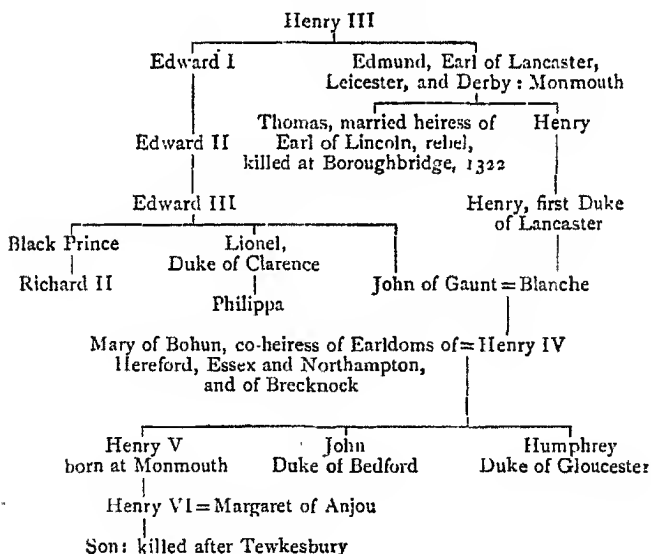 Henry III
Edward I
Edmund, Earl of Lancaster,
Leicester, and Derby: Monmouth
Thomas, married heiress of
Earl of Lincoln, rebel,
killed at Boroughbridge, 1322
Henry
Edward II
Edward III
Henry, first Duke
of Lancaster
Black Prince
Lionel,
Duke of Clarence
Richard II
Philippa
John of Gaunt = Blanche
Mary of Bohun, co-heiress of Earldoms of = Henry IV
Hereford, Essex and Northampton,
and of Brecknock
Henry V
born at Monmouth
John
Duke of Bedford
Humphrey
Duke of Gloucester
Henry VI = Margaret of Anjou
Son: killed after Tewkesbury